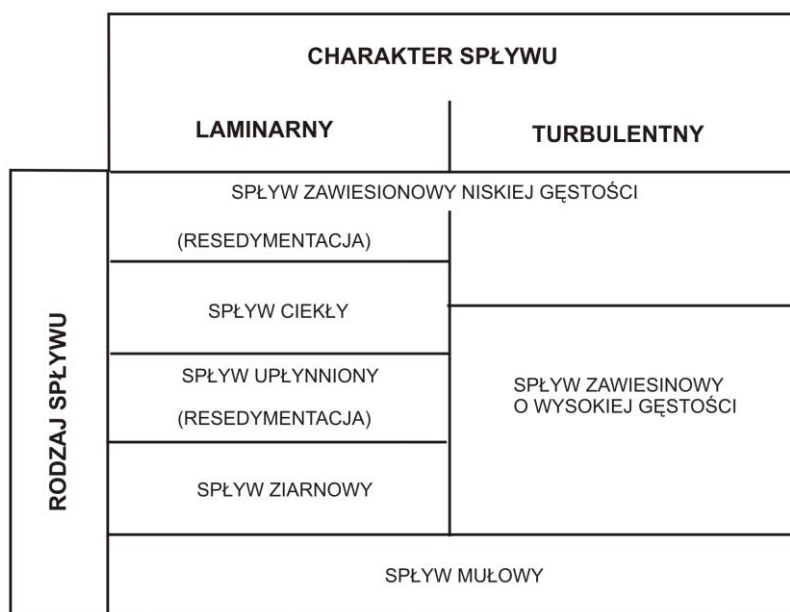 CHARAKTER SPŁYWU
LAMINARNY
TURBULENTNY
RODZAJ SPŁYWU
SPŁYW ZAWIESIONOWY NISKIEJ GĘSTOŚCI
(RESEDYMENTACJA)
SPŁYW CIEKŁY
SPŁYW UPŁYNNIONY
(RESEDYMENTACJA)
SPŁYW ZIARNOWY
SPŁYW ZAWIESINOWY
O WYSOKIEJ GĘSTOŚCI
SPŁYW MUŁOWY